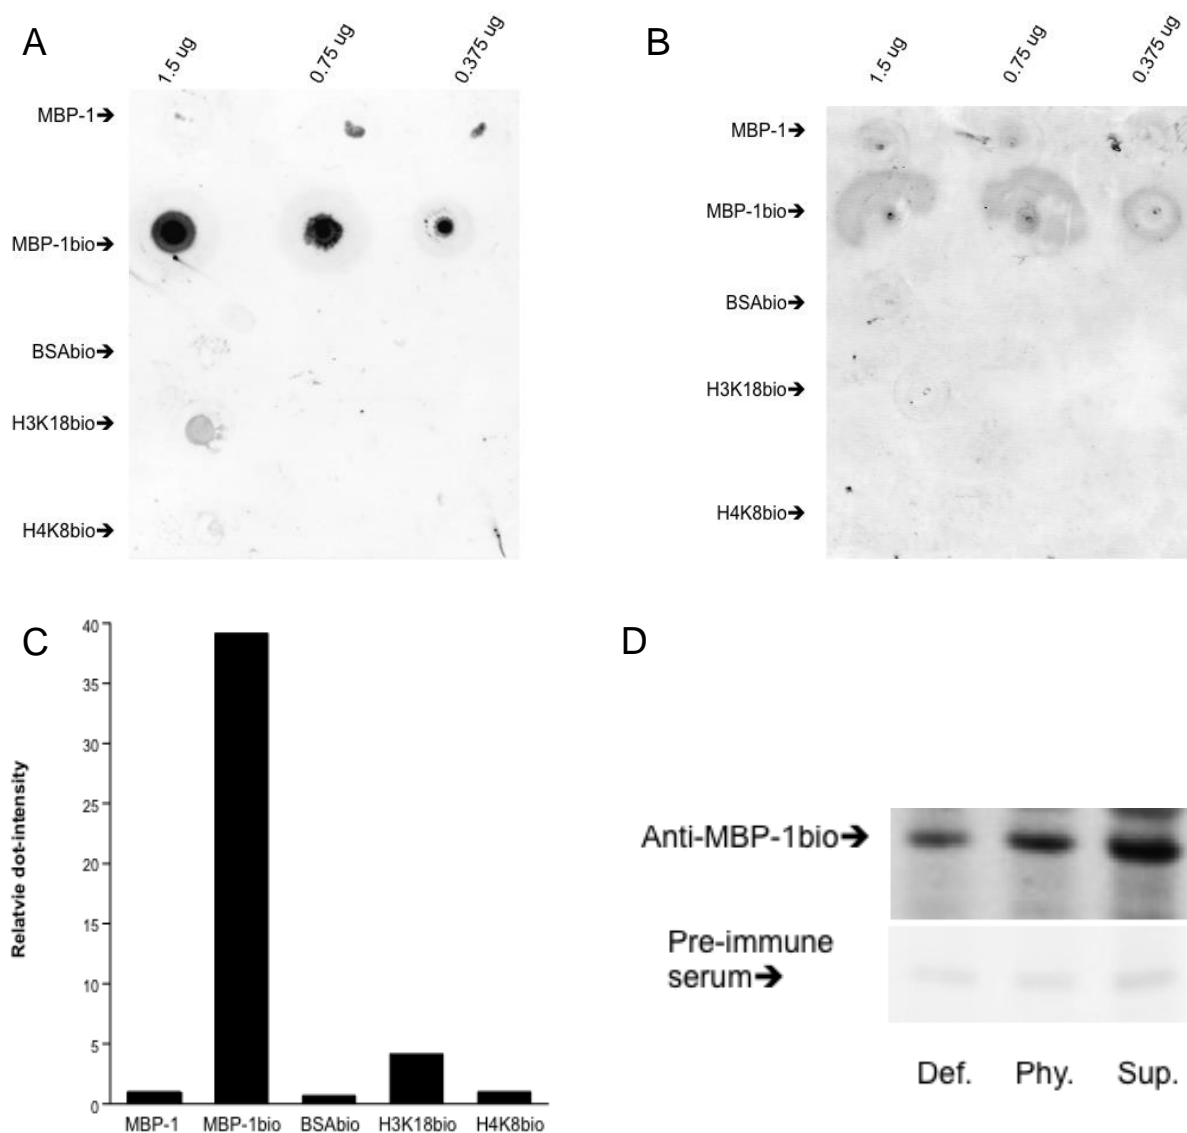 A
1.5 ug
0.75 ug
0.375 ug
MBP-1➔
MBP-1bio➔
BSAbio➔
H3K18bio➔
H4K8bio➔
B
1.5 ug
0.75 ug
0.375 ug
MBP-1➔
MBP-1bio➔
BSAbio➔
H3K18bio➔
H4K8bio➔
C
Relatvie dot-intensity
40
35
30
25
20
15
10
5
0
MBP-1 MBP-1bio BSAbio H3K18bio H4K8bio
D
Anti-MBP-1bio➔
Pre-immune
serum➔
Def. Phy. Sup.